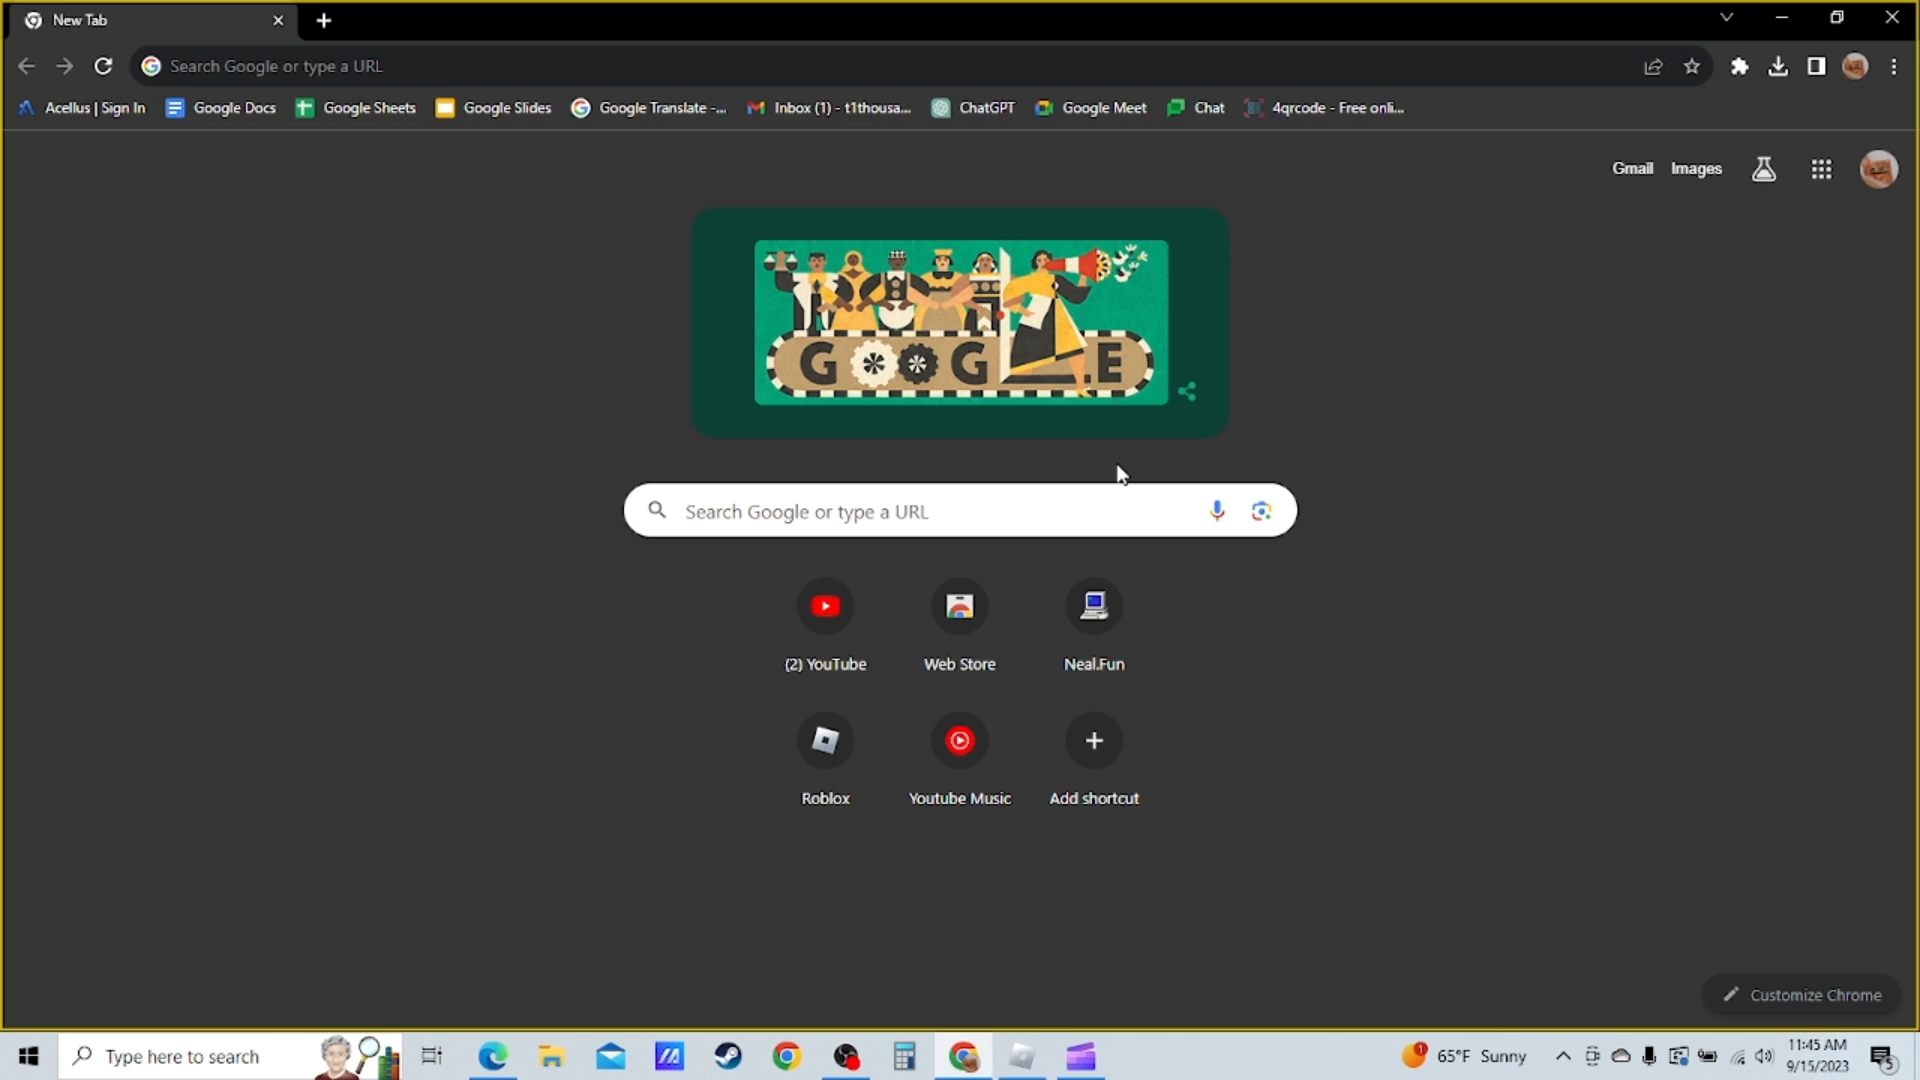 New Tab
Search Google or type a URL
Acellus | Sign In Google Docs Google Sheets Google Slides Google Translate -... Inbox (1) - t1thousa... ChatGPT Google Meet Chat 4qrcode - Free onli...
Gmail Images
GOOGLE
Search Google or type a URL
(2) YouTube Web Store Neal.Fun
Roblox Youtube Music Add shortcut
Customize Chrome
Type here to search
65°F Sunny
11:45 AM
9/15/2023
5